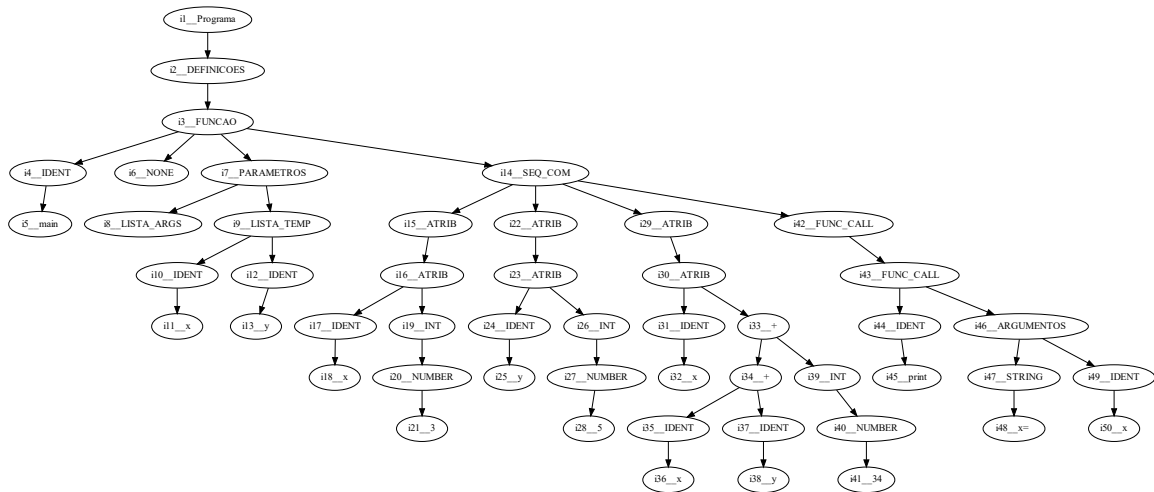 i1__Programa
i2__DEFINICOES
i3__FUNCAO
i4__IDENT i6__NONE i7__PARAMETROS i14__SEQ_COM
i5__main i8__LISTA_ARGS i9__LISTA_TEMP i15__ATRIB i22__ATRIB i29__ATRIB i42__FUNC_CALL
i10__IDENT i12__IDENT i16__ATRIB i23__ATRIB i30__ATRIB i43__FUNC_CALL
i11__x i13__y i17__IDENT i19__INT i24__IDENT i26__INT i31__IDENT i33__+ i44__IDENT i46__ARGUMENTOS
i18__x i20__NUMBER i25__y i27__NUMBER i32__x i34__+ i39__INT i45__print i47__STRING i49__IDENT
i21__3 i28__5 i35__IDENT i37__IDENT i40__NUMBER i48__x= i50__x
i36__x i38__y i41__34